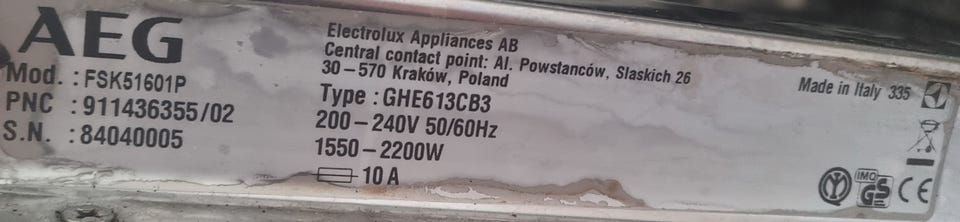 AEG
Mod. : FSK51601P
PNC : 911436355/02
S.N. : 84040005
Electrolux Appliances AB
Central contact point: Al. Powstanców, Slaskich 26
30-570 Kraków, Poland
Type : GHE613CB3
200-240V 50/60Hz
1550-2200W
10 A
Made in Italy 335
IMQ
GS
CE